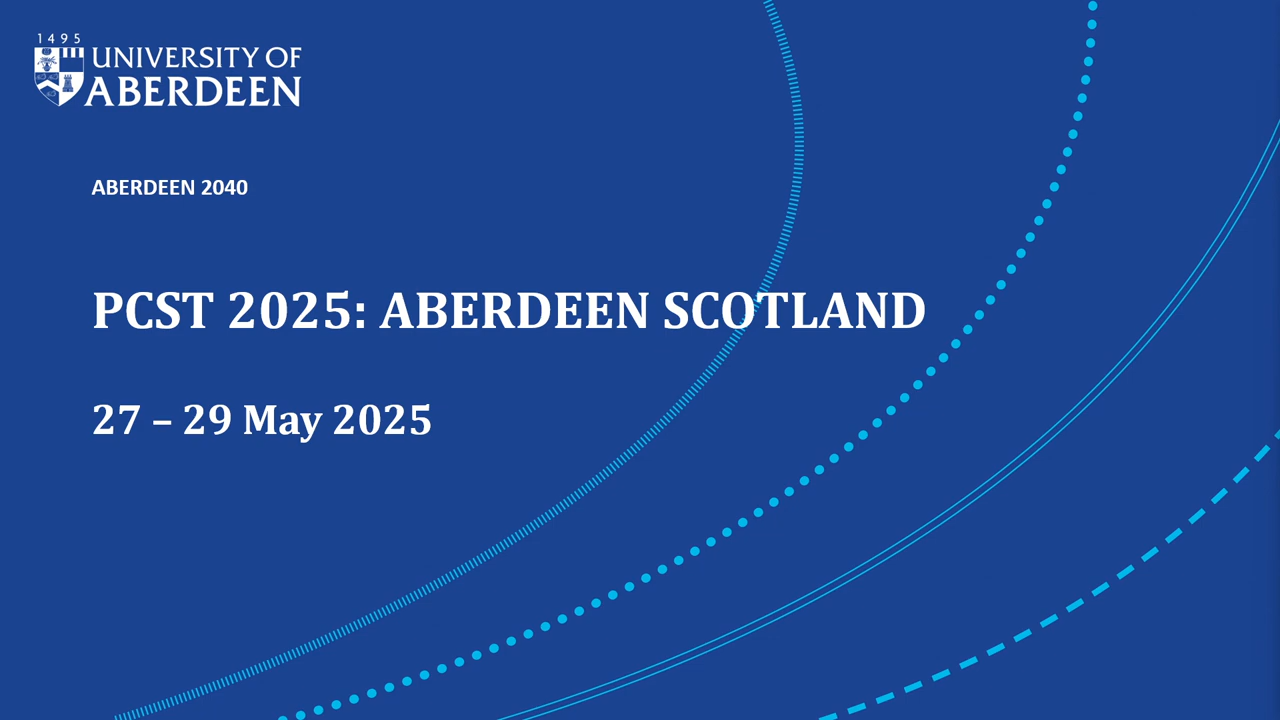 1495
UNIVERSITY OF
ABERDEEN
ABERDEEN 2040
PCST 2025: ABERDEEN SCOTLAND
27 – 29 May 2025